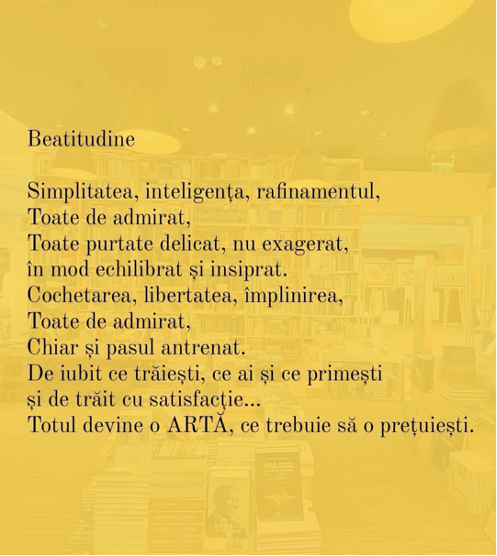 Beatitudine
Simplitatea, inteligența, rafinamentul,
Toate de admirat,
Toate purtate delicat, nu exagerat,
în mod echilibrat și insiprat.
Cochetarea, libertatea, împlinirea,
Toate de admirat,
Chiar și pasul antrenat.
De iubit ce trăiești, ce ai și ce primești
și de trăit cu satisfacție...
Totul devine o ARTĂ, ce trebuie să o prețuiești.